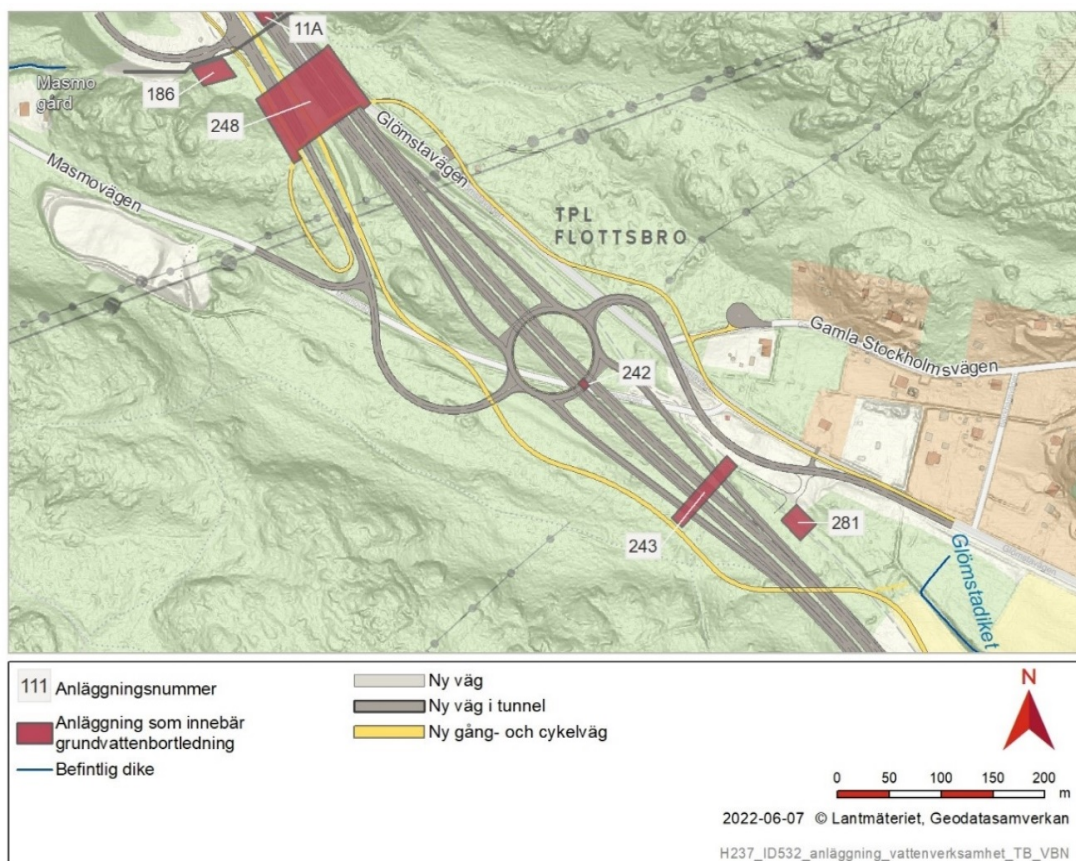 11A
Masmo
gård
186
248
Glömstavägen
Masmovägen
TPL
FLOTTSBRO
Gamla Stockholmsvägen
242
243
281
Glömstadiket
111 Anläggningsnummer
Anläggning som innebär
grundvattenbortledning
Befintlig dike
Ny väg
Ny väg i tunnel
Ny gång- och cykelväg
N
0 50 100 150 200
m
2022-06-07 © Lantmäteriet, Geodatasamverkan
H237_ID532_anläggning_vattenverksamhet_TB_VBN